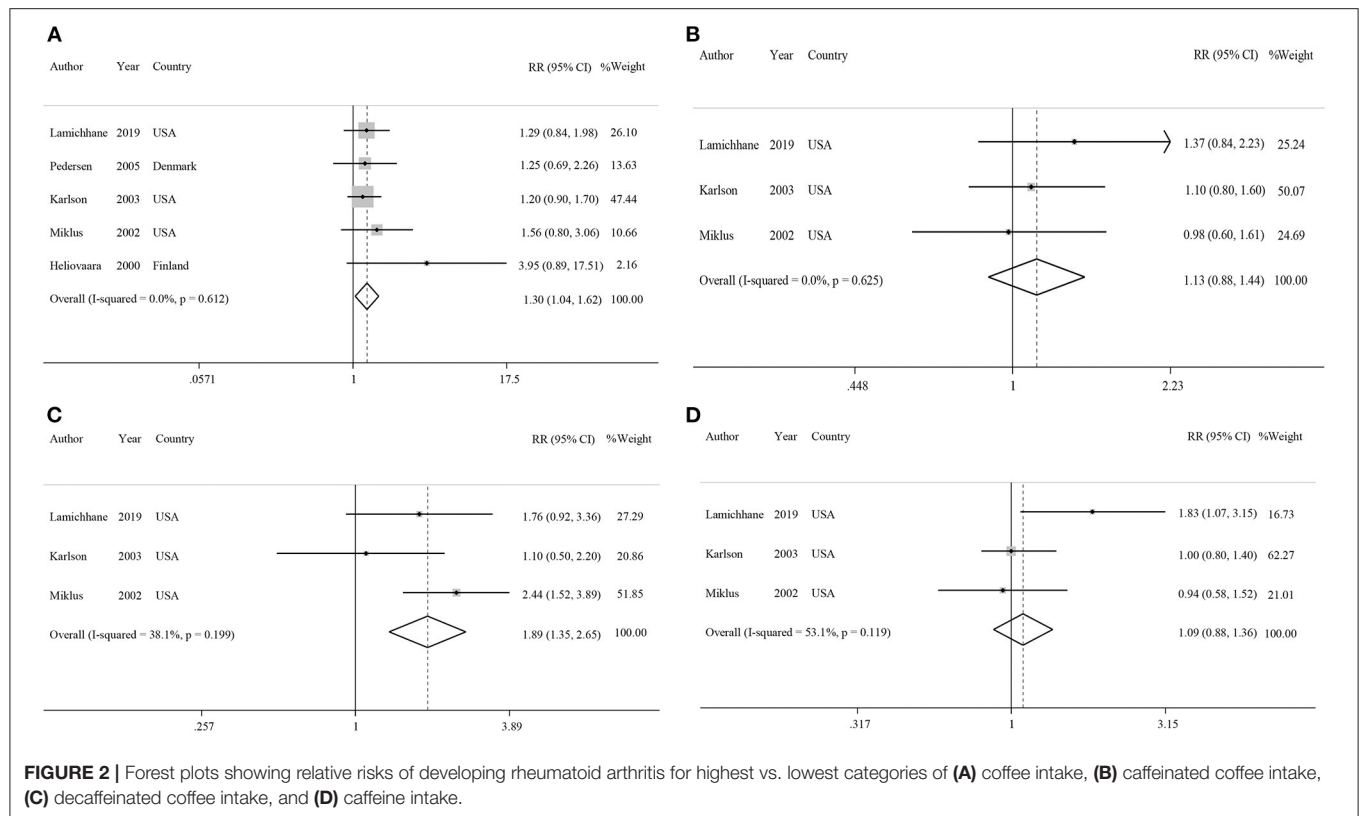 A
Author Year Country RR (95% CI) %Weight
Lamichhane 2019 USA 1.29 (0.84, 1.98) 26.10
Pedersen 2005 Denmark 1.25 (0.69, 2.26) 13.63
Karlson 2003 USA 1.20 (0.90, 1.70) 47.44
Miklus 2002 USA 1.56 (0.80, 3.06) 10.66
Heliovaara 2000 Finland 3.95 (0.89, 17.51) 2.16
Overall (I-squared = 0.0%, p = 0.612) 1.30 (1.04, 1.62) 100.00
.0571 1 17.5
B
Author Year Country RR (95% CI) %Weight
Lamichhane 2019 USA 1.37 (0.84, 2.23) 25.24
Karlson 2003 USA 1.10 (0.80, 1.60) 50.07
Miklus 2002 USA 0.98 (0.60, 1.61) 24.69
Overall (I-squared = 0.0%, p = 0.625) 1.13 (0.88, 1.44) 100.00
.448 1 2.23
C
Author Year Country RR (95% CI) %Weight
Lamichhane 2019 USA 1.76 (0.92, 3.36) 27.29
Karlson 2003 USA 1.10 (0.50, 2.20) 20.86
Miklus 2002 USA 2.44 (1.52, 3.89) 51.85
Overall (I-squared = 38.1%, p = 0.199) 1.89 (1.35, 2.65) 100.00
.257 1 3.89
D
Author Year Country RR (95% CI) %Weight
Lamichhane 2019 USA 1.83 (1.07, 3.15) 16.73
Karlson 2003 USA 1.00 (0.80, 1.40) 62.27
Miklus 2002 USA 0.94 (0.58, 1.52) 21.01
Overall (I-squared = 53.1%, p = 0.119) 1.09 (0.88, 1.36) 100.00
.317 1 3.15
FIGURE 2 | Forest plots showing relative risks of developing rheumatoid arthritis for highest vs. lowest categories of (A) coffee intake, (B) caffeinated coffee intake,
(C) decaffeinated coffee intake, and (D) caffeine intake.